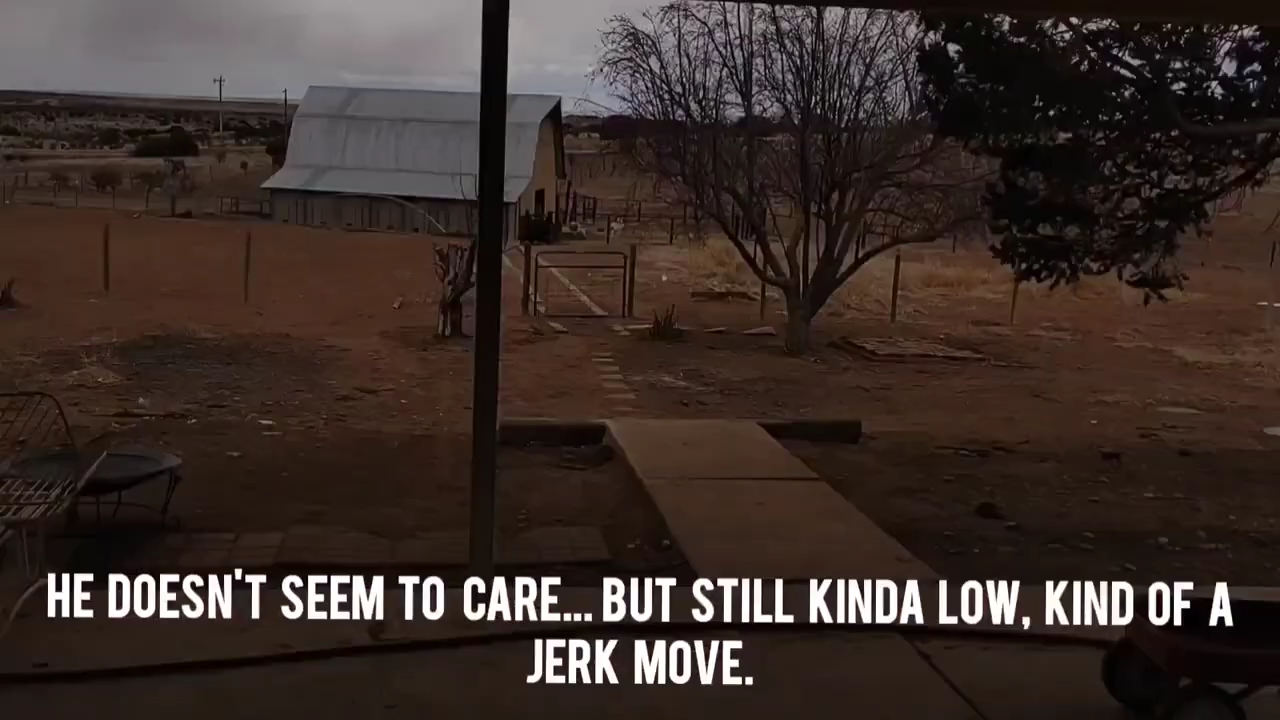 HE DOESN'T SEEM TO CARE... BUT STILL KINDA LOW, KIND OF A
JERK MOVE.